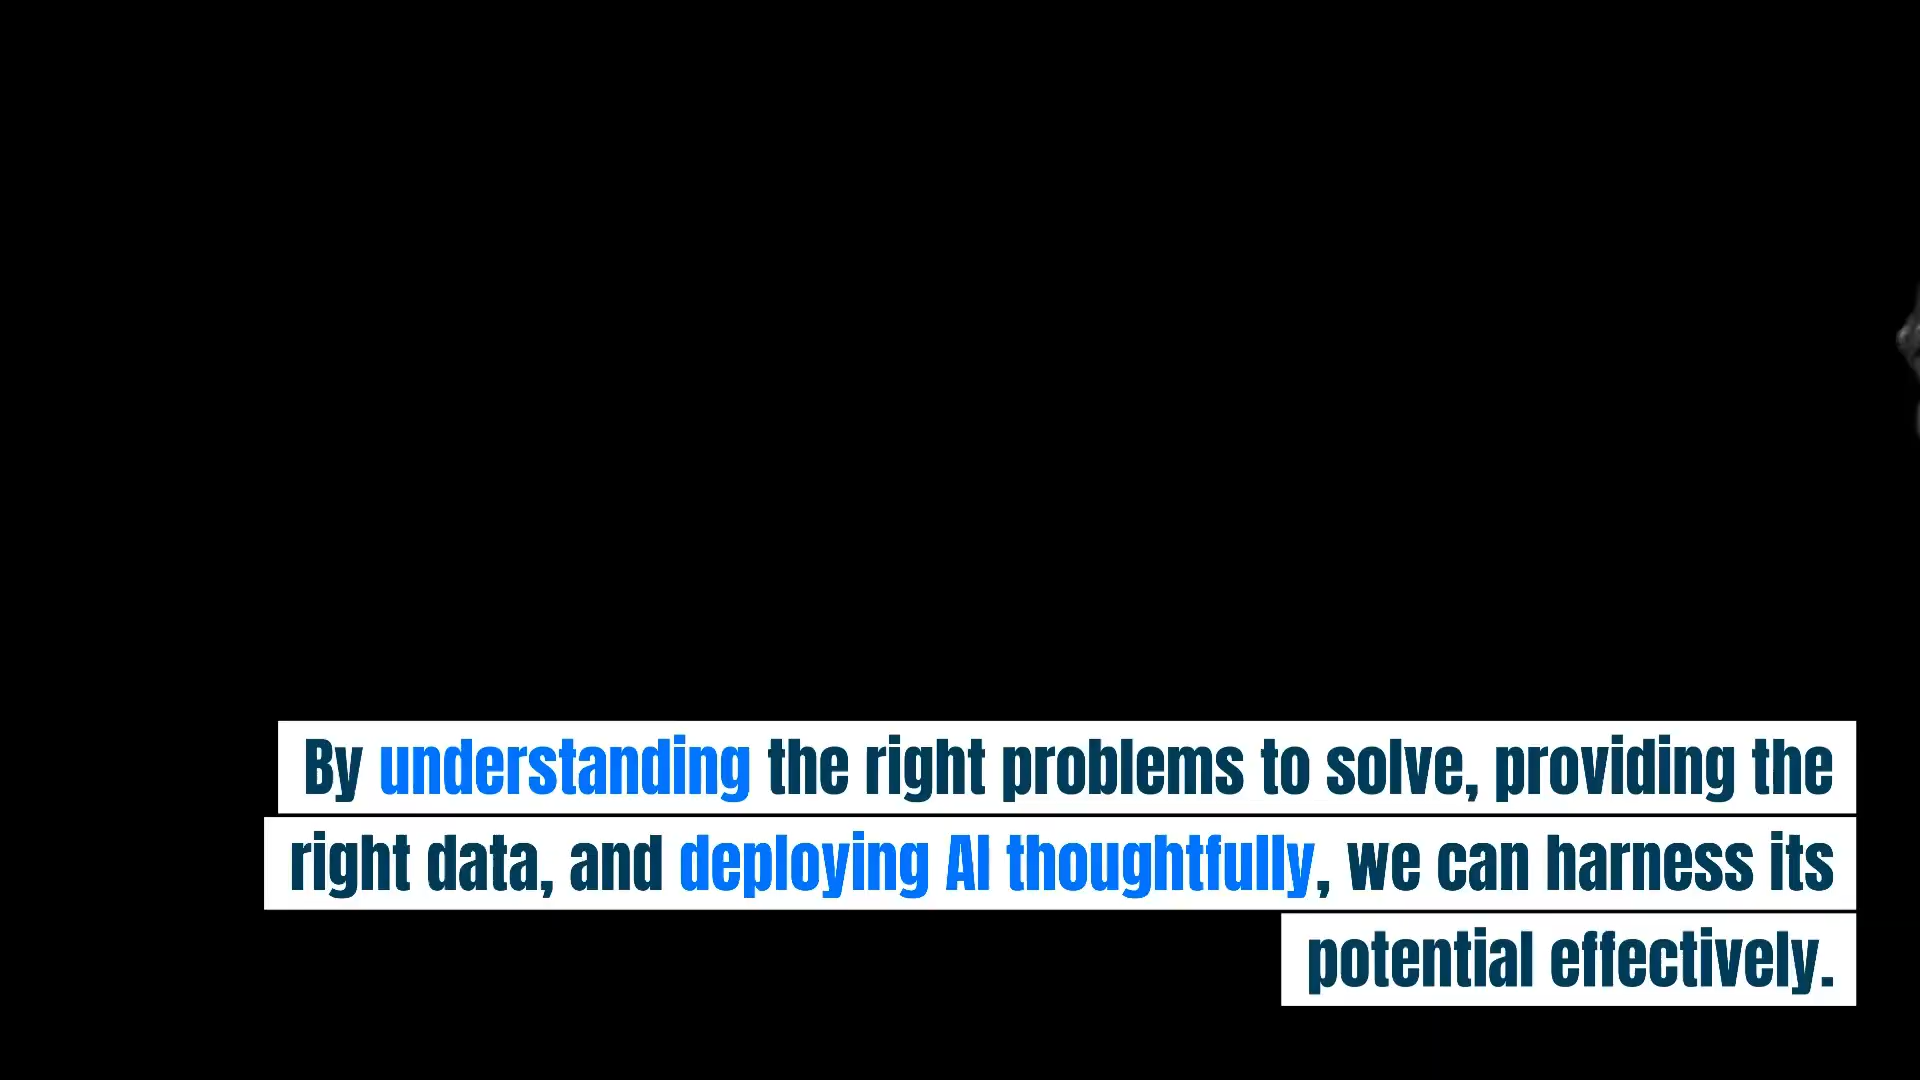 By understanding the right problems to solve, providing the
right data, and deploying AI thoughtfully, we can harness its
potential effectively.